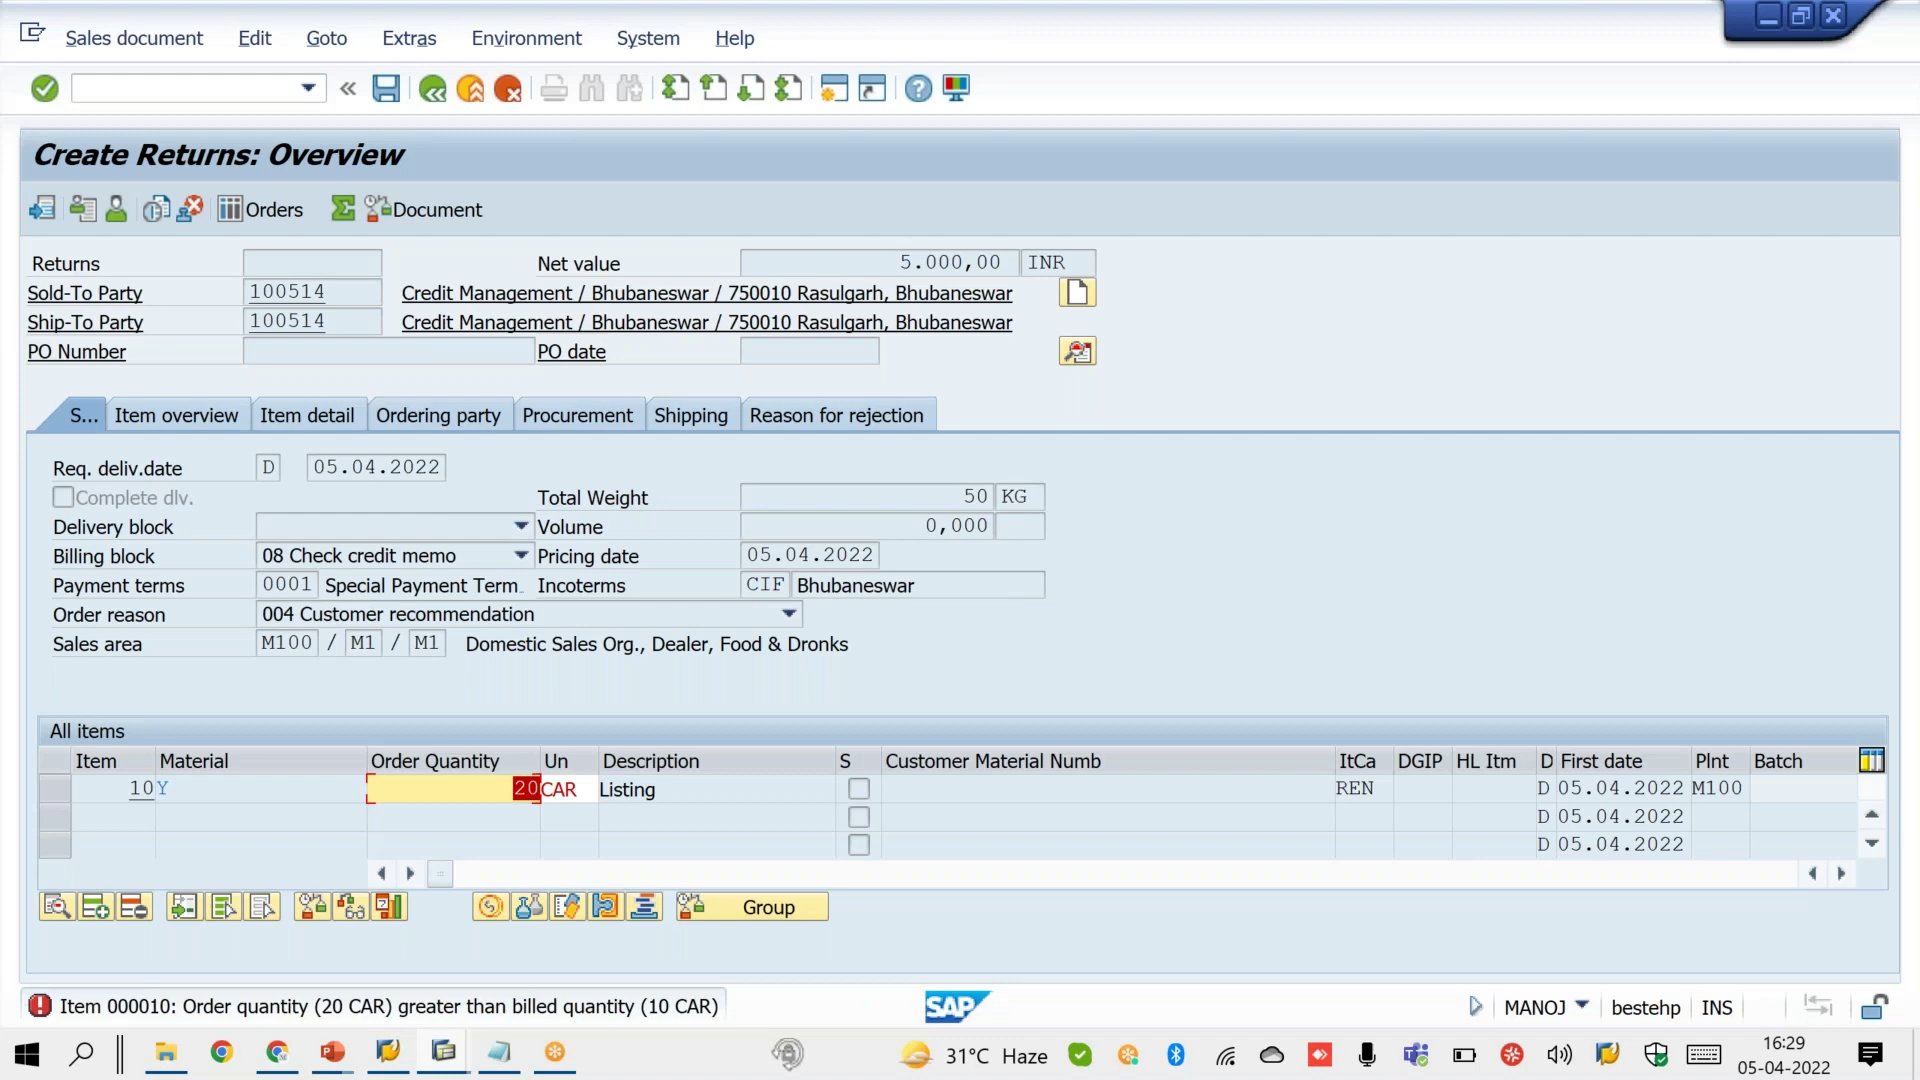 Sales document Edit Goto Extras Environment System Help
Create Returns: Overview
Orders Document
Returns Net value 5.000,00 INR
Sold-To Party 100514 Credit Management / Bhubaneswar / 750010 Rasulgarh, Bhubaneswar
Ship-To Party 100514 Credit Management / Bhubaneswar / 750010 Rasulgarh, Bhubaneswar
PO Number PO date
S... Item overview Item detail Ordering party Procurement Shipping Reason for rejection
Req. deliv.date D 05.04.2022
Complete dlv. Total Weight 50 KG
Delivery block Volume 0,000
Billing block 08 Check credit memo Pricing date 05.04.2022
Payment terms 0001 Special Payment Term Incoterms CIF Bhubaneswar
Order reason 004 Customer recommendation
Sales area M100 / M1 / M1 Domestic Sales Org., Dealer, Food & Dronks
All items
Item Material Order Quantity Un Description S Customer Material Numb ItCa DGIP HL Itm D First date Plnt Batch
10 Y 20 CAR Listing REN D 05.04.2022 M100
D 05.04.2022
D 05.04.2022
Group
Item 000010: Order quantity (20 CAR) greater than billed quantity (10 CAR) SAP MANOJ bestehp INS
31°C Haze 16:29
05-04-2022